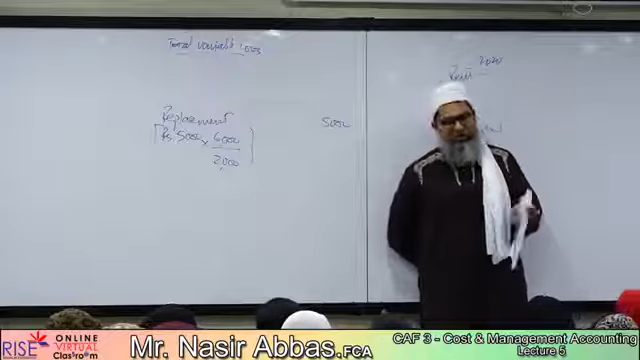 Total variable costs
Replacement
Rs. 5000 x 6000
2000
5000
Rent 2020
RISE ONLINE VIRTUAL Classroom
Mr. Nasir Abbas.FCA
CAF 3 - Cost & Management Accounting
Lecture 5